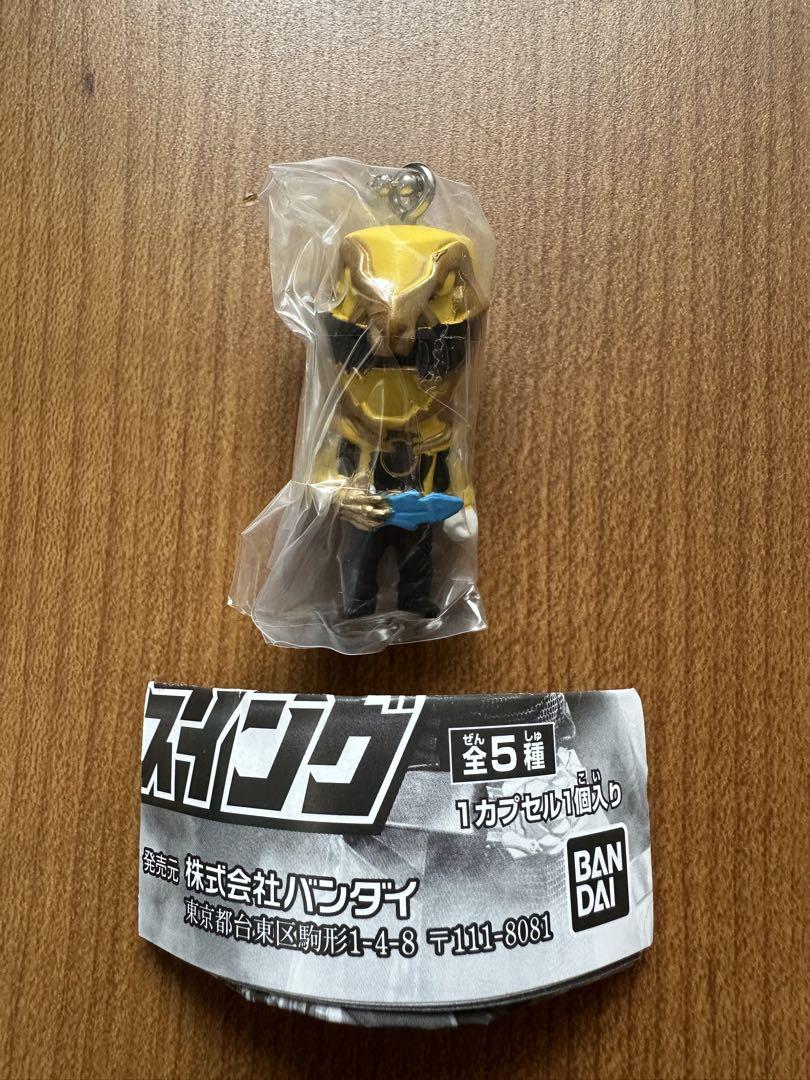 スイング
ぜん しゅ
全5種
こ い
1カプセル1個入り
発売元 株式会社バンダイ
東京都台東区駒形1-4-8 〒111-8081
BAN
DAI